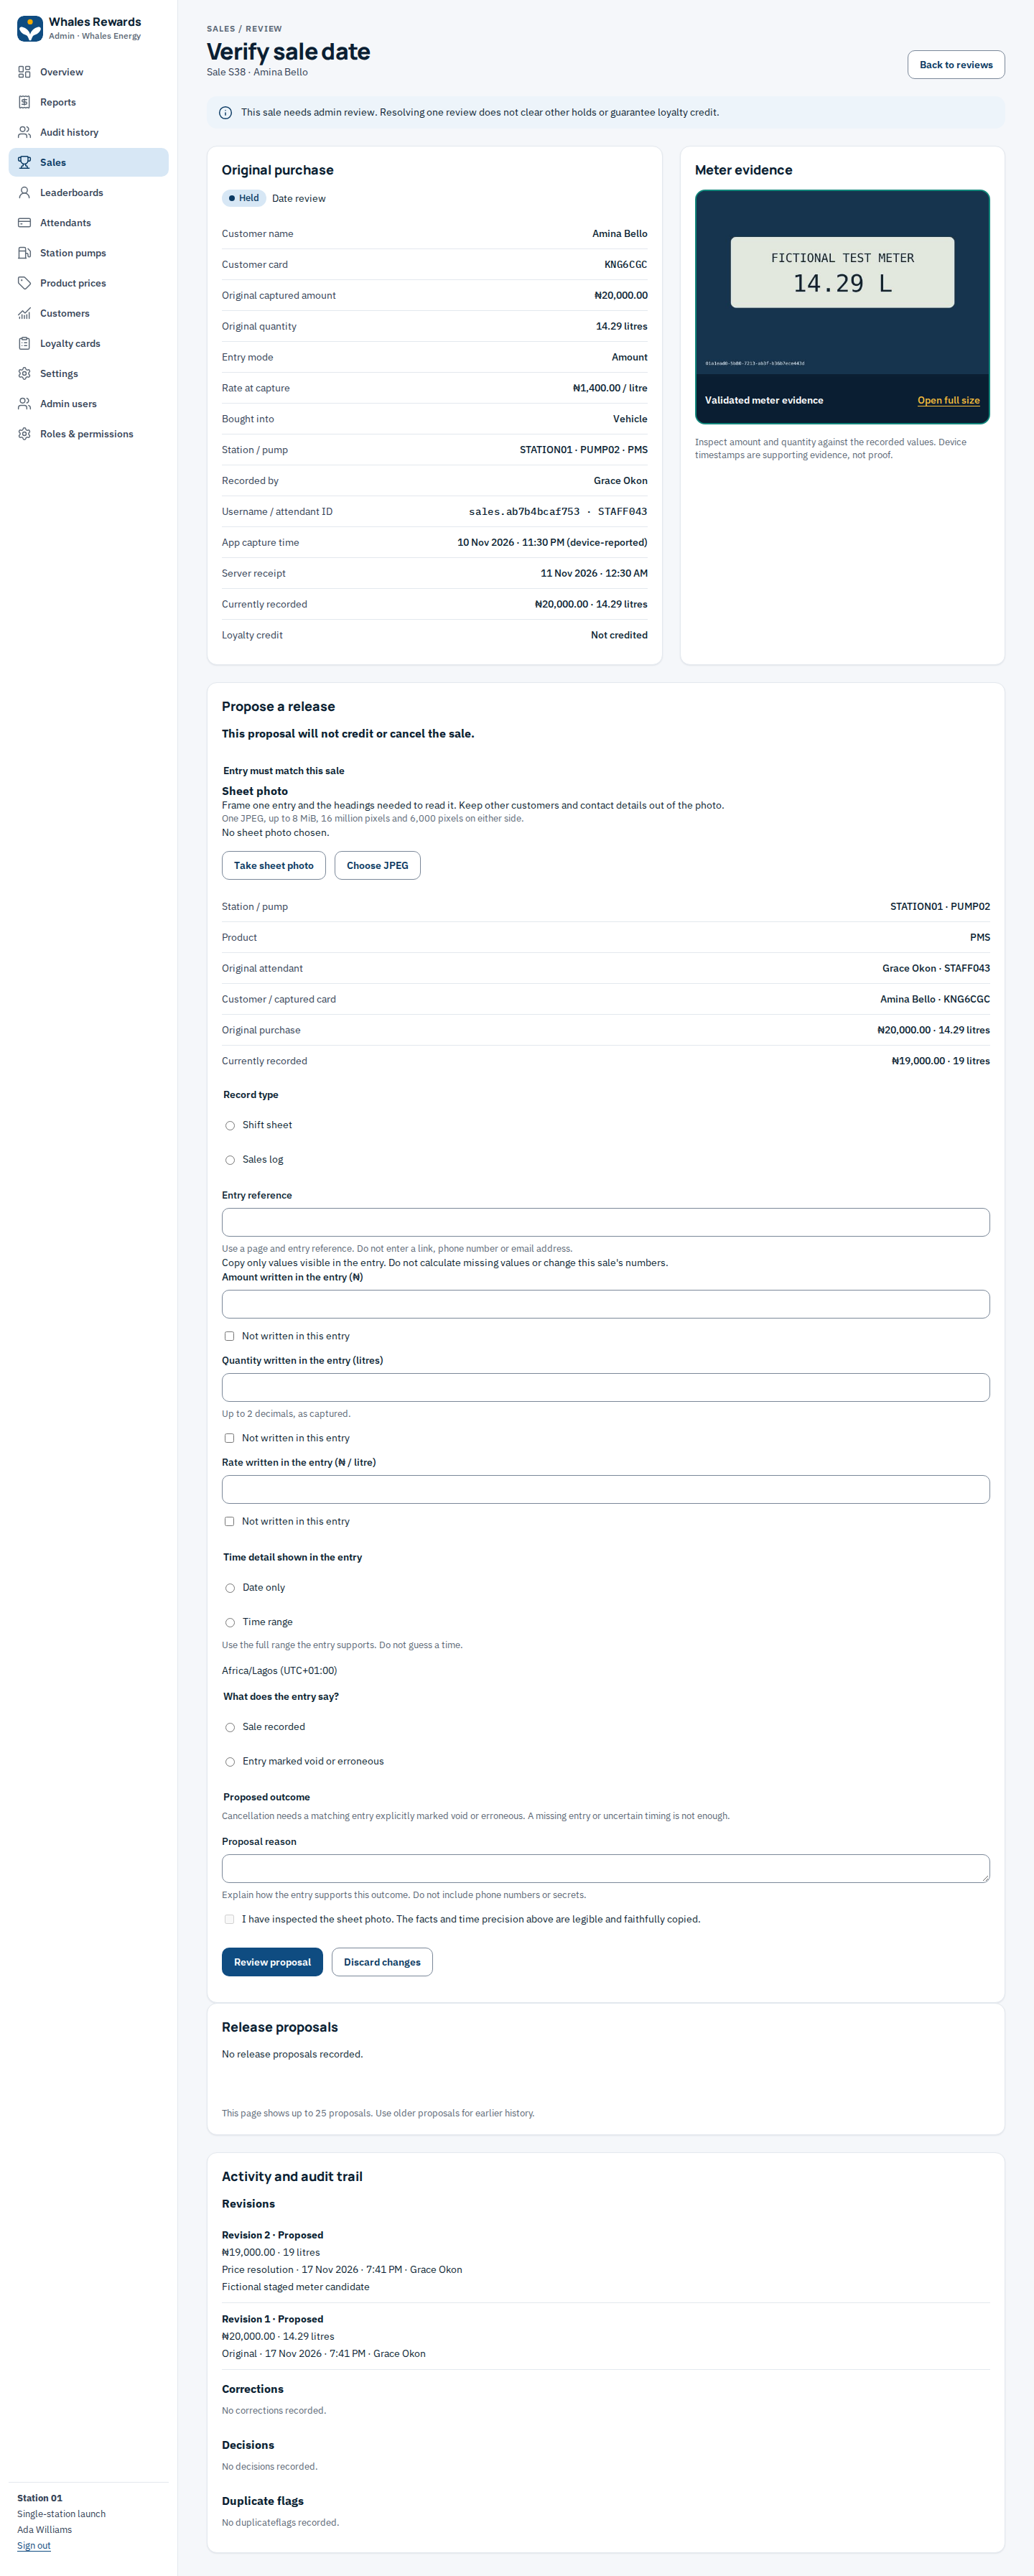 Whales Rewards
Admin · Whales Energy
Overview
Reports
Audit history
Sales
Leaderboards
Attendants
Station pumps
Product prices
Customers
Loyalty cards
Settings
Admin users
Roles & permissions
SALES / REVIEW
Verify sale date
Sale S38 · Amina Bello
Back to reviews
This sale needs admin review. Resolving one review does not clear other holds or guarantee loyalty credit.
Original purchase
Held Date review
Customer name Amina Bello
Customer card KNG6CGC
Original captured amount ₦20,000.00
Original quantity 14.29 litres
Entry mode Amount
Rate at capture ₦1,400.00 / litre
Bought into Vehicle
Station / pump STATION01 · PUMP02 · PMS
Recorded by Grace Okon
Username / attendant ID sales.ab7b4bcaf753 · STAFF043
App capture time 10 Nov 2026 · 11:30 PM (device-reported)
Server receipt 11 Nov 2026 · 12:30 AM
Currently recorded ₦20,000.00 · 14.29 litres
Loyalty credit Not credited
Meter evidence
FICTIONAL TEST METER
14.29 L
Validated meter evidence Open full size
Inspect amount and quantity against the recorded values. Device
timestamps are supporting evidence, not proof.
Propose a release
This proposal will not credit or cancel the sale.
Entry must match this sale
Sheet photo
Frame one entry and the headings needed to read it. Keep other customers and contact details out of the photo.
One JPEG, up to 8 MiB, 16 million pixels and 6,000 pixels on either side.
No sheet photo chosen.
Take sheet photo Choose JPEG
Station / pump STATION01 · PUMP02
Product PMS
Original attendant Grace Okon · STAFF043
Customer / captured card Amina Bello · KNG6CGC
Original purchase ₦20,000.00 · 14.29 litres
Currently recorded ₦19,000.00 · 19 litres
Record type
Shift sheet
Sales log
Entry reference
Use a page and entry reference. Do not enter a link, phone number or email address.
Copy only values visible in the entry. Do not calculate missing values or change this sale's numbers.
Amount written in the entry (₦)
Not written in this entry
Quantity written in the entry (litres)
Up to 2 decimals, as captured.
Not written in this entry
Rate written in the entry (₦ / litre)
Not written in this entry
Time detail shown in the entry
Date only
Time range
Use the full range the entry supports. Do not guess a time.
Africa/Lagos (UTC+01:00)
What does the entry say?
Sale recorded
Entry marked void or erroneous
Proposed outcome
Cancellation needs a matching entry explicitly marked void or erroneous. A missing entry or uncertain timing is not enough.
Proposal reason
Explain how the entry supports this outcome. Do not include phone numbers or secrets.
I have inspected the sheet photo. The facts and time precision above are legible and faithfully copied.
Review proposal Discard changes
Release proposals
No release proposals recorded.
This page shows up to 25 proposals. Use older proposals for earlier history.
Activity and audit trail
Revisions
Revision 2 · Proposed
₦19,000.00 · 19 litres
Price resolution · 17 Nov 2026 · 7:41 PM · Grace Okon
Fictional staged meter candidate
Revision 1 · Proposed
₦20,000.00 · 14.29 litres
Original · 17 Nov 2026 · 7:41 PM · Grace Okon
Corrections
No corrections recorded.
Decisions
No decisions recorded.
Duplicate flags
No duplicateflags recorded.
Station 01
Single-station launch
Ada Williams
Sign out